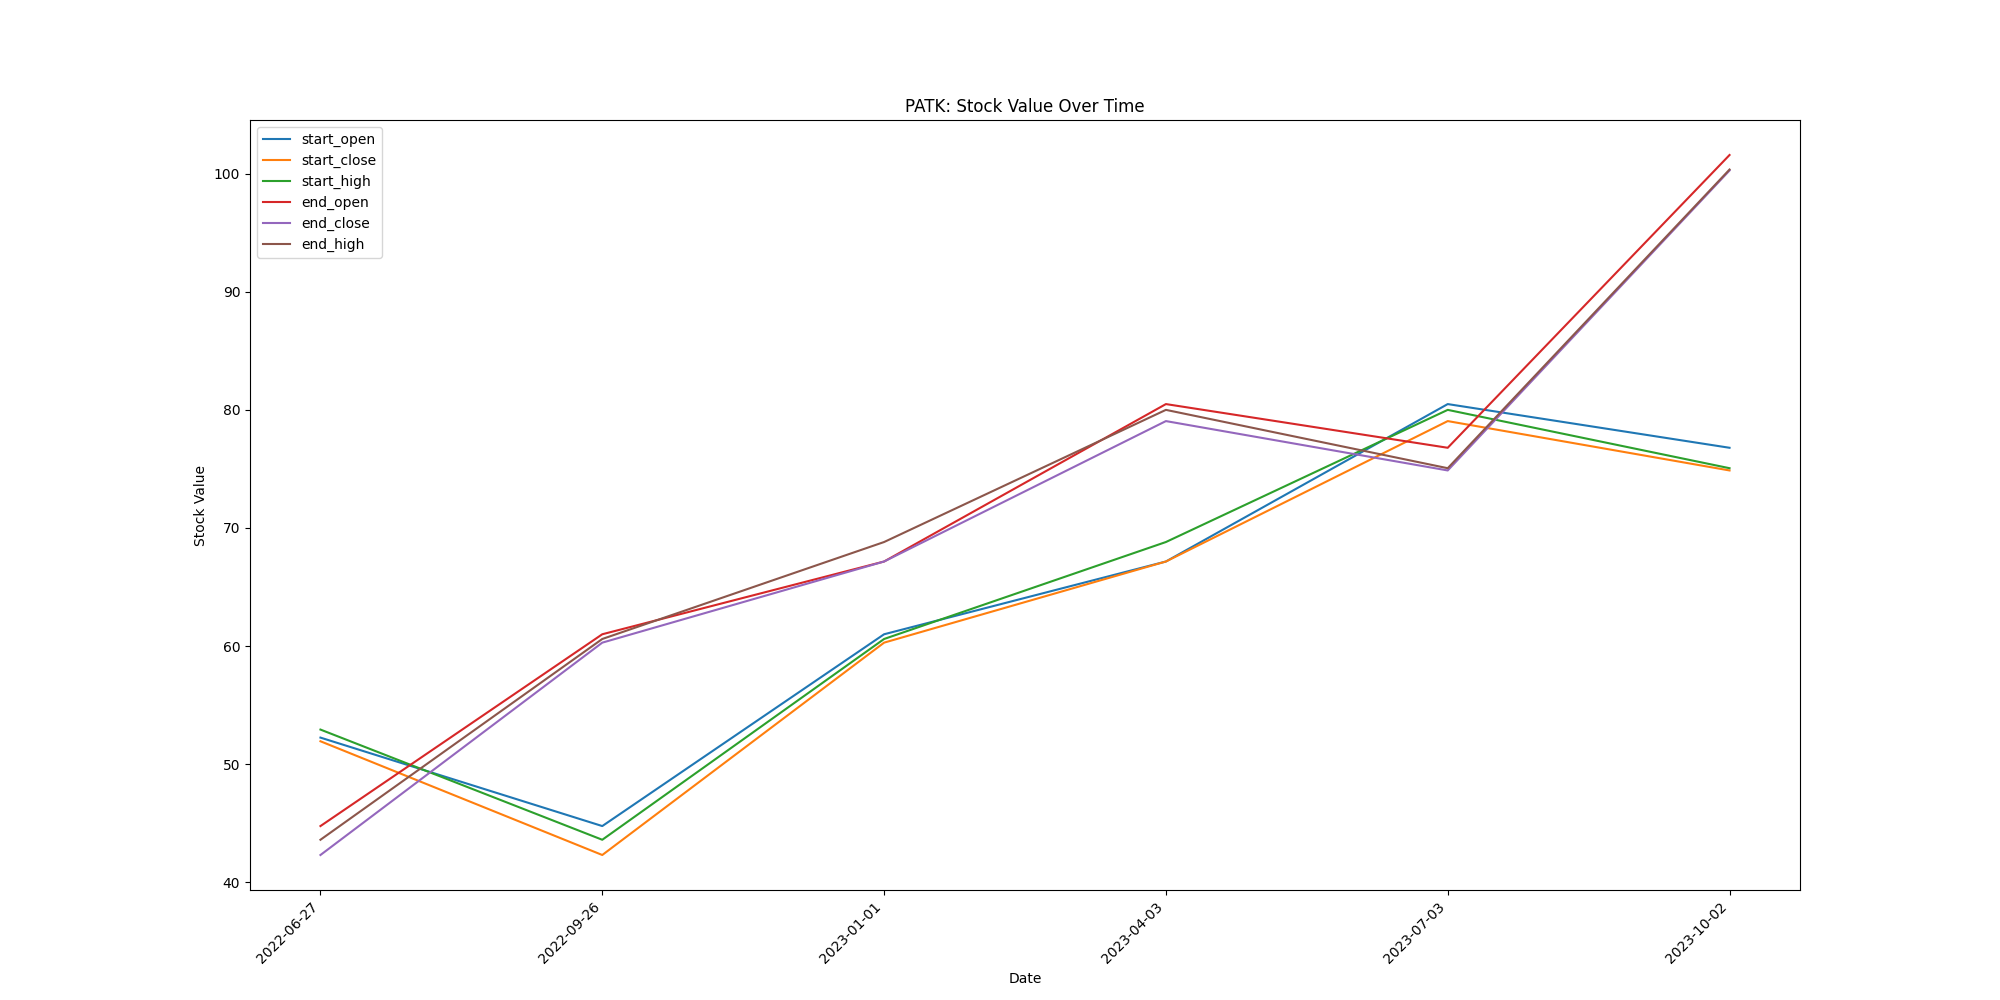 PATK: Stock Value Over Time
start_open
start_close
start_high
end_open
end_close
end_high
100
90
80
70
60
50
40
Stock Value
2022-06-27
2022-09-26
2023-01-01
2023-04-03
2023-07-03
2023-10-02
Date